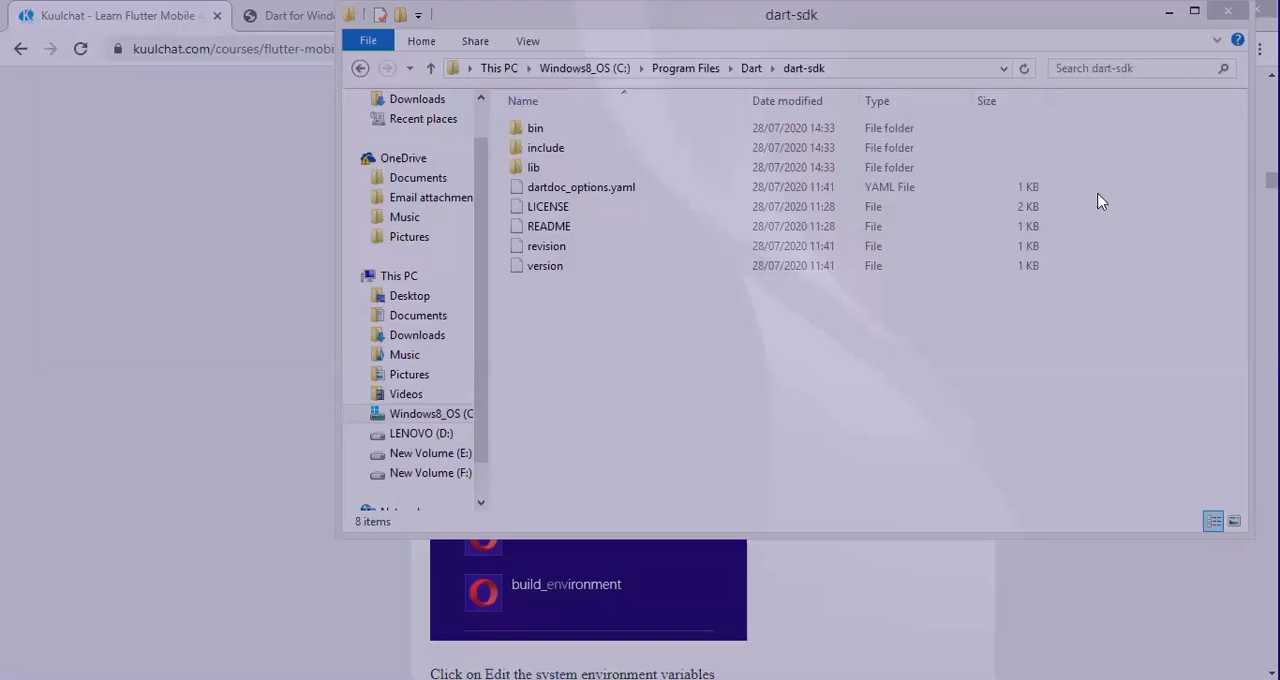 Kuulchat - Learn Flutter Mobile
Dart for Wind
dart-sdk
kuulchat.com/courses/flutter-mobi
File Home Share View
This PC Windows8_OS (C:) Program Files Dart dart-sdk
Search dart-sdk
Name Date modified Type Size
Downloads
Recent places
OneDrive
Documents
Email attachmen
Music
Pictures
This PC
Desktop
Documents
Downloads
Music
Pictures
Videos
Windows8_OS (C
LENOVO (D:)
New Volume (E:)
New Volume (F:)
bin 28/07/2020 14:33 File folder
include 28/07/2020 14:33 File folder
lib 28/07/2020 14:33 File folder
dartdoc_options.yaml 28/07/2020 11:41 YAML File 1 KB
LICENSE 28/07/2020 11:28 File 2 KB
README 28/07/2020 11:28 File 1 KB
revision 28/07/2020 11:41 File 1 KB
version 28/07/2020 11:41 File 1 KB
8 items
build_environment
Click on Edit the system environment variables